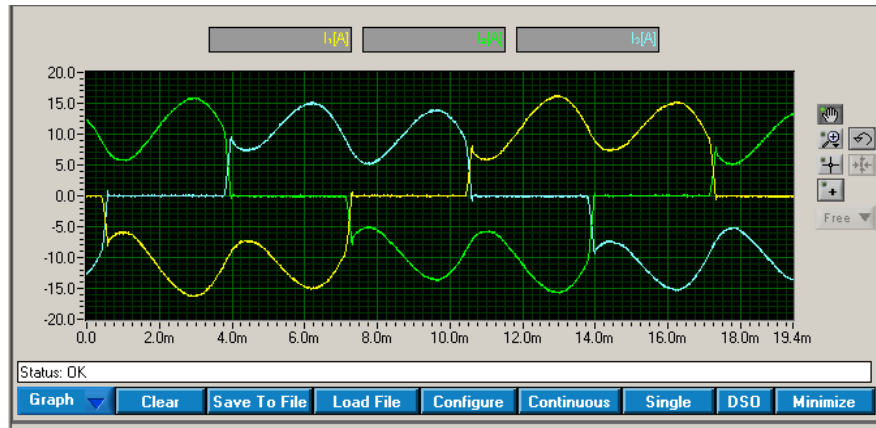 I₁[A] I₂[A] I₃[A]
20.0
15.0
10.0
5.0
0.0
-5.0
-10.0
-15.0
-20.0
0.0 2.0m 4.0m 6.0m 8.0m 10.0m 12.0m 14.0m 16.0m 18.0m 19.4m
Free
Status: OK
Graph Clear Save To File Load File Configure Continuous Single DSO Minimize